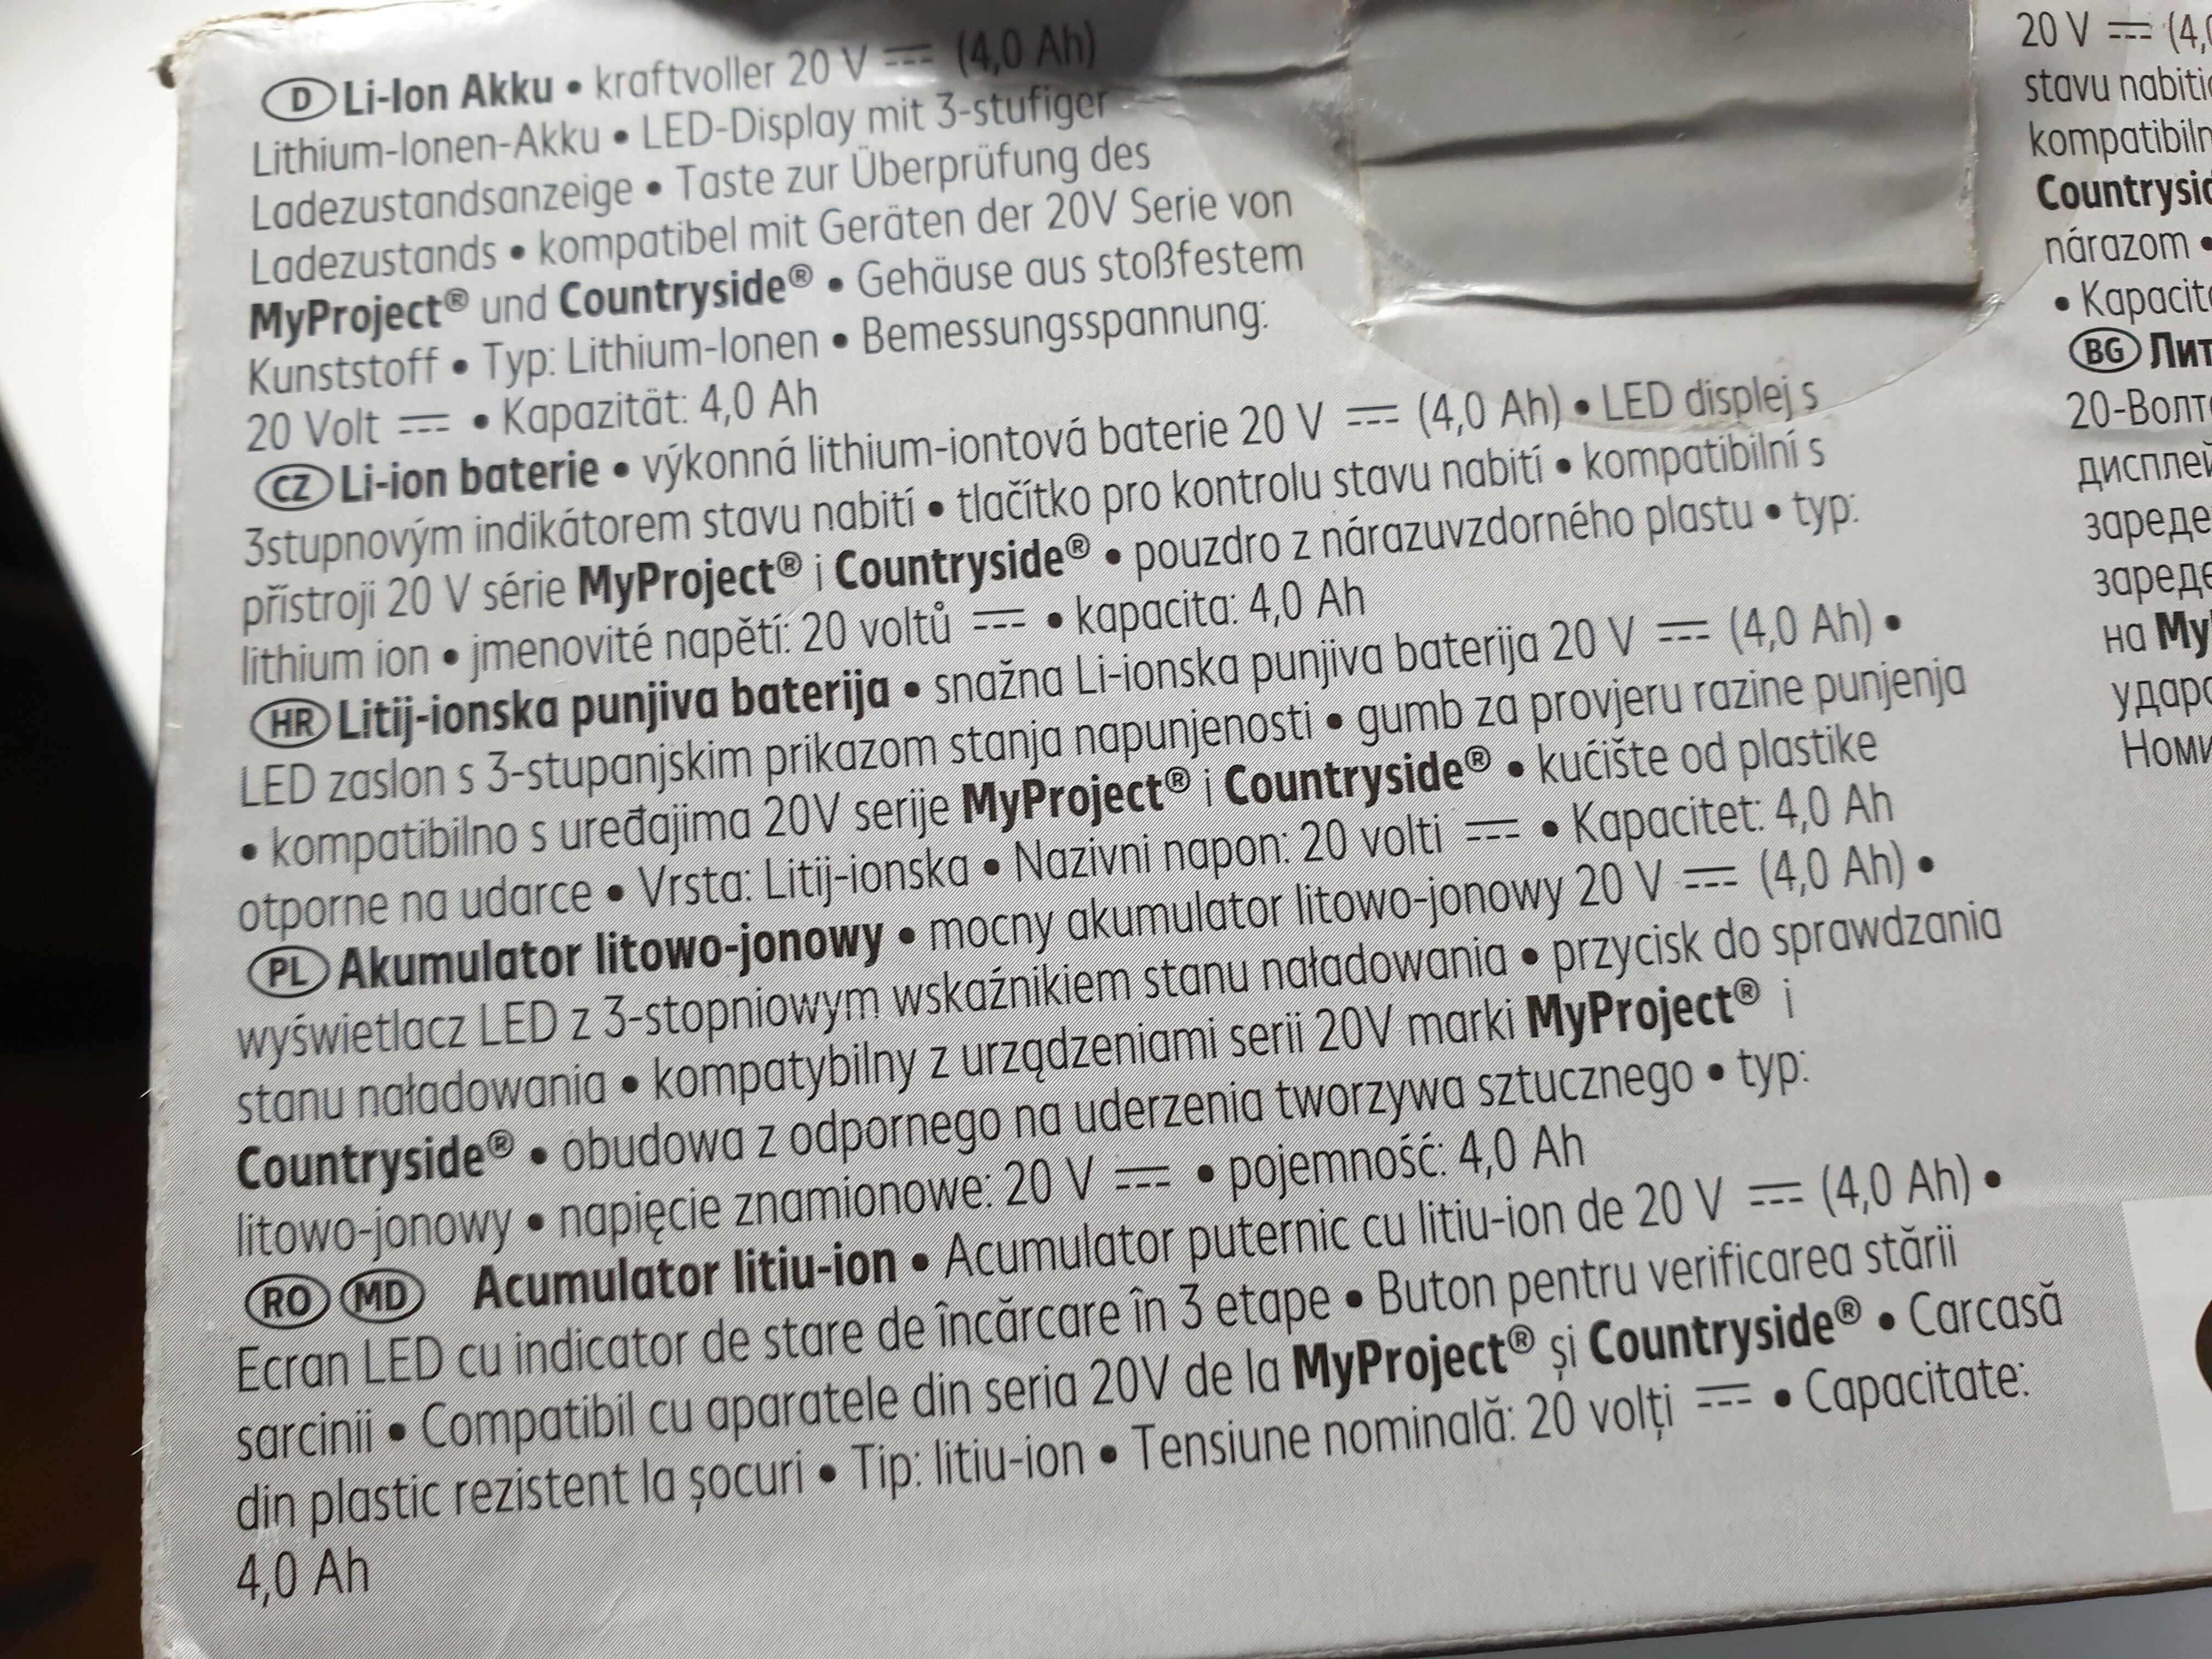 D Li-Ion Akku • kraftvoller 20 V ⎓ (4,0 Ah)
Lithium-Ionen-Akku • LED-Display mit 3-stufiger
Ladezustandsanzeige • Taste zur Überprüfung des
Ladezustands • kompatibel mit Geräten der 20V Serie von
MyProject® und Countryside® • Gehäuse aus stoßfestem
Kunststoff • Typ: Lithium-Ionen • Bemessungsspannung:
20 Volt ⎓ • Kapazität: 4,0 Ah
CZ Li-ion baterie • výkonná lithium-iontová baterie 20 V ⎓ (4,0 Ah) • LED displej s
3stupnovým indikátorem stavu nabití • tlačítko pro kontrolu stavu nabití • kompatibilní s
přístroji 20 V série MyProject® i Countryside® • pouzdro z nárazuvzdorného plastu • typ:
lithium ion • jmenovité napětí: 20 voltů ⎓ • kapacita: 4,0 Ah
HR Litij-ionska punjiva baterija • snažna Li-ionska punjiva baterija 20 V ⎓ (4,0 Ah) •
LED zaslon s 3-stupanjskim prikazom stanja napunjenosti • gumb za provjeru razine punjenja
• kompatibilno s uređajima 20V serije MyProject® i Countryside® • kućište od plastike
otporne na udarce • Vrsta: Litij-ionska • Nazivni napon: 20 volti ⎓ • Kapacitet: 4,0 Ah
PL Akumulator litowo-jonowy • mocny akumulator litowo-jonowy 20 V ⎓ (4,0 Ah) •
wyświetlacz LED z 3-stopniowym wskaźnikiem stanu naładowania • przycisk do sprawdzania
stanu naładowania • kompatybilny z urządzeniami serii 20V marki MyProject® i
Countryside® • obudowa z odpornego na uderzenia tworzywa sztucznego • typ:
litowo-jonowy • napięcie znamionowe: 20 V ⎓ • pojemność: 4,0 Ah
RO MD Acumulator litiu-ion • Acumulator puternic cu litiu-ion de 20 V ⎓ (4,0 Ah) •
Ecran LED cu indicator de stare de încărcare în 3 etape • Buton pentru verificarea stării
sarcinii • Compatibil cu aparatele din seria 20V de la MyProject® și Countryside® • Carcasă
din plastic rezistent la șocuri • Tip: litiu-ion • Tensiune nominală: 20 volți ⎓ • Capacitate:
4,0 Ah
20 V ⎓
stavu
nárazom •
•
BG
20-
на